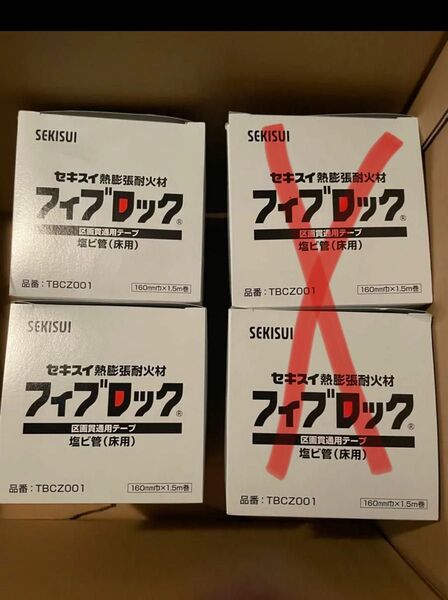 SEKISUI
セキスイ熱膨張耐火材
フィブロック®
区画貫通用テープ
塩ビ管(床用)
品番:TBCZ001
160mm巾×1.5m巻
SEKISUI
セキスイ熱膨張耐火材
フィブロック®
区画貫通用テープ
塩ビ管(床用)
品番:TBCZ001
160mm巾×1.5m巻
SEKISUI
セキスイ熱膨張耐火材
フィブロック®
区画貫通用テープ
塩ビ管(床用)
品番:TBCZ001
160mm巾×1.5m巻
SEKISUI
セキスイ熱膨張耐火材
フィブロック®
区画貫通用テープ
塩ビ管(床用)
品番:TBCZ001
160mm巾×1.5m巻